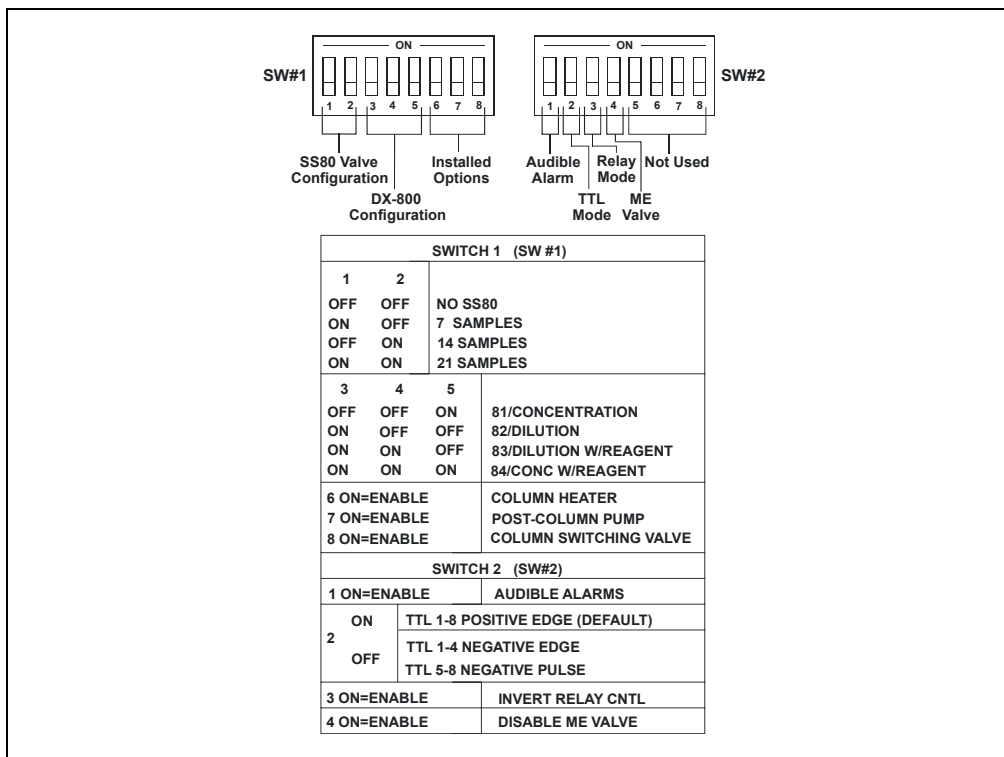 ON ON
SW#1 SW#2
1 2 3 4 5 6 7 8 1 2 3 4 5 6 7 8
SS80 Valve Configuration
Installed Options
DX-800 Configuration
Audible Alarm
Relay Mode
Not Used
TTL Mode
ME Valve
SWITCH 1 (SW #1)
1 2
OFF OFF NO SS80
ON OFF 7 SAMPLES
OFF ON 14 SAMPLES
ON ON 21 SAMPLES
3 4 5
OFF OFF ON 81/CONCENTRATION
ON OFF OFF 82/DILUTION
ON ON OFF 83/DILUTION W/REAGENT
ON ON ON 84/CONC W/REAGENT
6 ON=ENABLE COLUMN HEATER
7 ON=ENABLE POST-COLUMN PUMP
8 ON=ENABLE COLUMN SWITCHING VALVE
SWITCH 2 (SW#2)
1 ON=ENABLE AUDIBLE ALARMS
2
ON TTL 1-8 POSITIVE EDGE (DEFAULT)
OFF TTL 1-4 NEGATIVE EDGE
TTL 5-8 NEGATIVE PULSE
3 ON=ENABLE INVERT RELAY CNTL
4 ON=ENABLE DISABLE ME VALVE